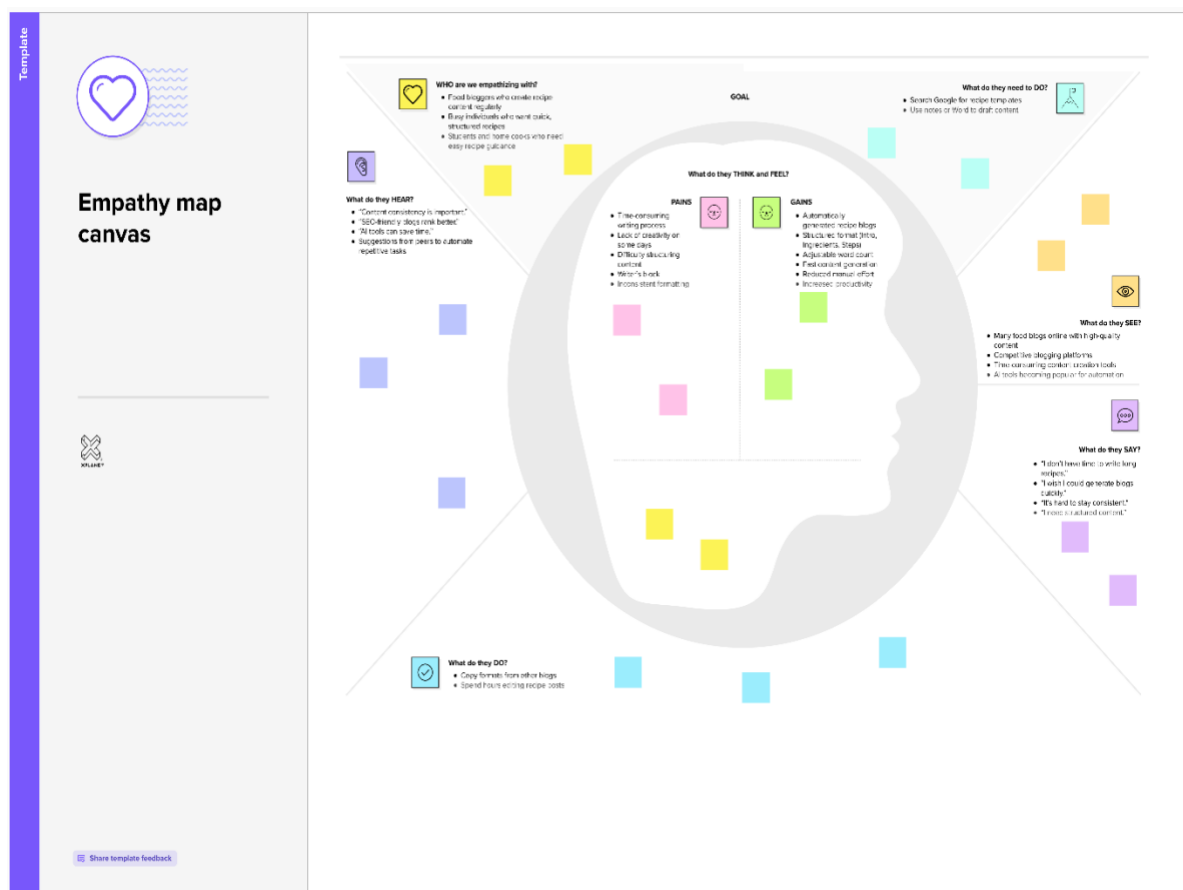 Template
Empathy map
canvas
XPLANE
Share template feedback
WHO are we empathizing with?
• Food bloggers who create recipe
content regularly
• Busy individuals who want quick,
structured recipes
• Students and home cooks who need
easy recipe guidance
GOAL
What do they need to DO?
• Search Google for recipe templates
• Use notes or Word to draft content
What do they HEAR?
• "Content consistency is important."
• "SEO-friendly blogs rank better."
• "AI tools can save time."
• Suggestions from peers to automate
repetitive tasks
What do they THINK and FEEL?
PAINS
• Time-consuming
writing process
• Lack of creativity on
some days
• Difficulty structuring
content
• Writer's block
• Inconsistent formatting
GAINS
• Automatically
generated recipe blogs
• Structured format (Intro,
Ingredients, Steps)
• Adjustable word count
• Fast content generation
• Reduced manual effort
• Increased productivity
What do they SEE?
• Many food blogs online with high-quality
content
• Competitive blogging platforms
• Time-consuming content creation tools
• AI tools becoming popular for automation
What do they SAY?
• "I don't have time to write long
recipes."
• "I wish I could generate blogs
quickly."
• "It's hard to stay consistent."
• "I need structured content."
What do they DO?
• Copy formats from other blogs
• Spend hours editing recipe posts